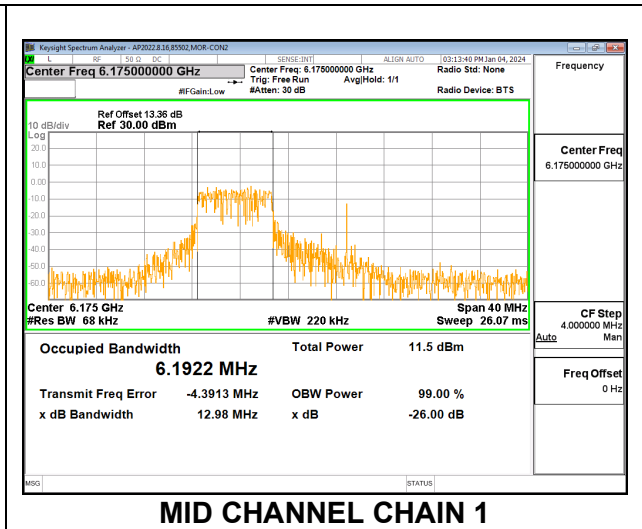 Keysight Spectrum Analyzer - AP2022.8.16,85502,MOR-CON2
L RF 50 Ω DC SENSE:INT ALIGN AUTO 03:13:40 PM Jan 04, 2024
Center Freq 6.175000000 GHz
Center Freq: 6.175000000 GHz
Radio Std: None
Trig: Free Run
Avg|Hold: 1/1
#IFGain:Low
#Atten: 30 dB
Radio Device: BTS
Frequency
Ref Offset 13.36 dB
10 dB/div Ref 30.00 dBm
Log
20.0
10.0
0.00
-10.0
-20.0
-30.0
-40.0
-50.0
-60.0
Center 6.175 GHz Span 40 MHz
#Res BW 68 kHz #VBW 220 kHz Sweep 26.07 ms
Center Freq
6.175000000 GHz
CF Step
4.000000 MHz
Auto Man
Freq Offset
0 Hz
Occupied Bandwidth Total Power 11.5 dBm
6.1922 MHz
Transmit Freq Error -4.3913 MHz OBW Power 99.00 %
x dB Bandwidth 12.98 MHz x dB -26.00 dB
MSG STATUS
MID CHANNEL CHAIN 1